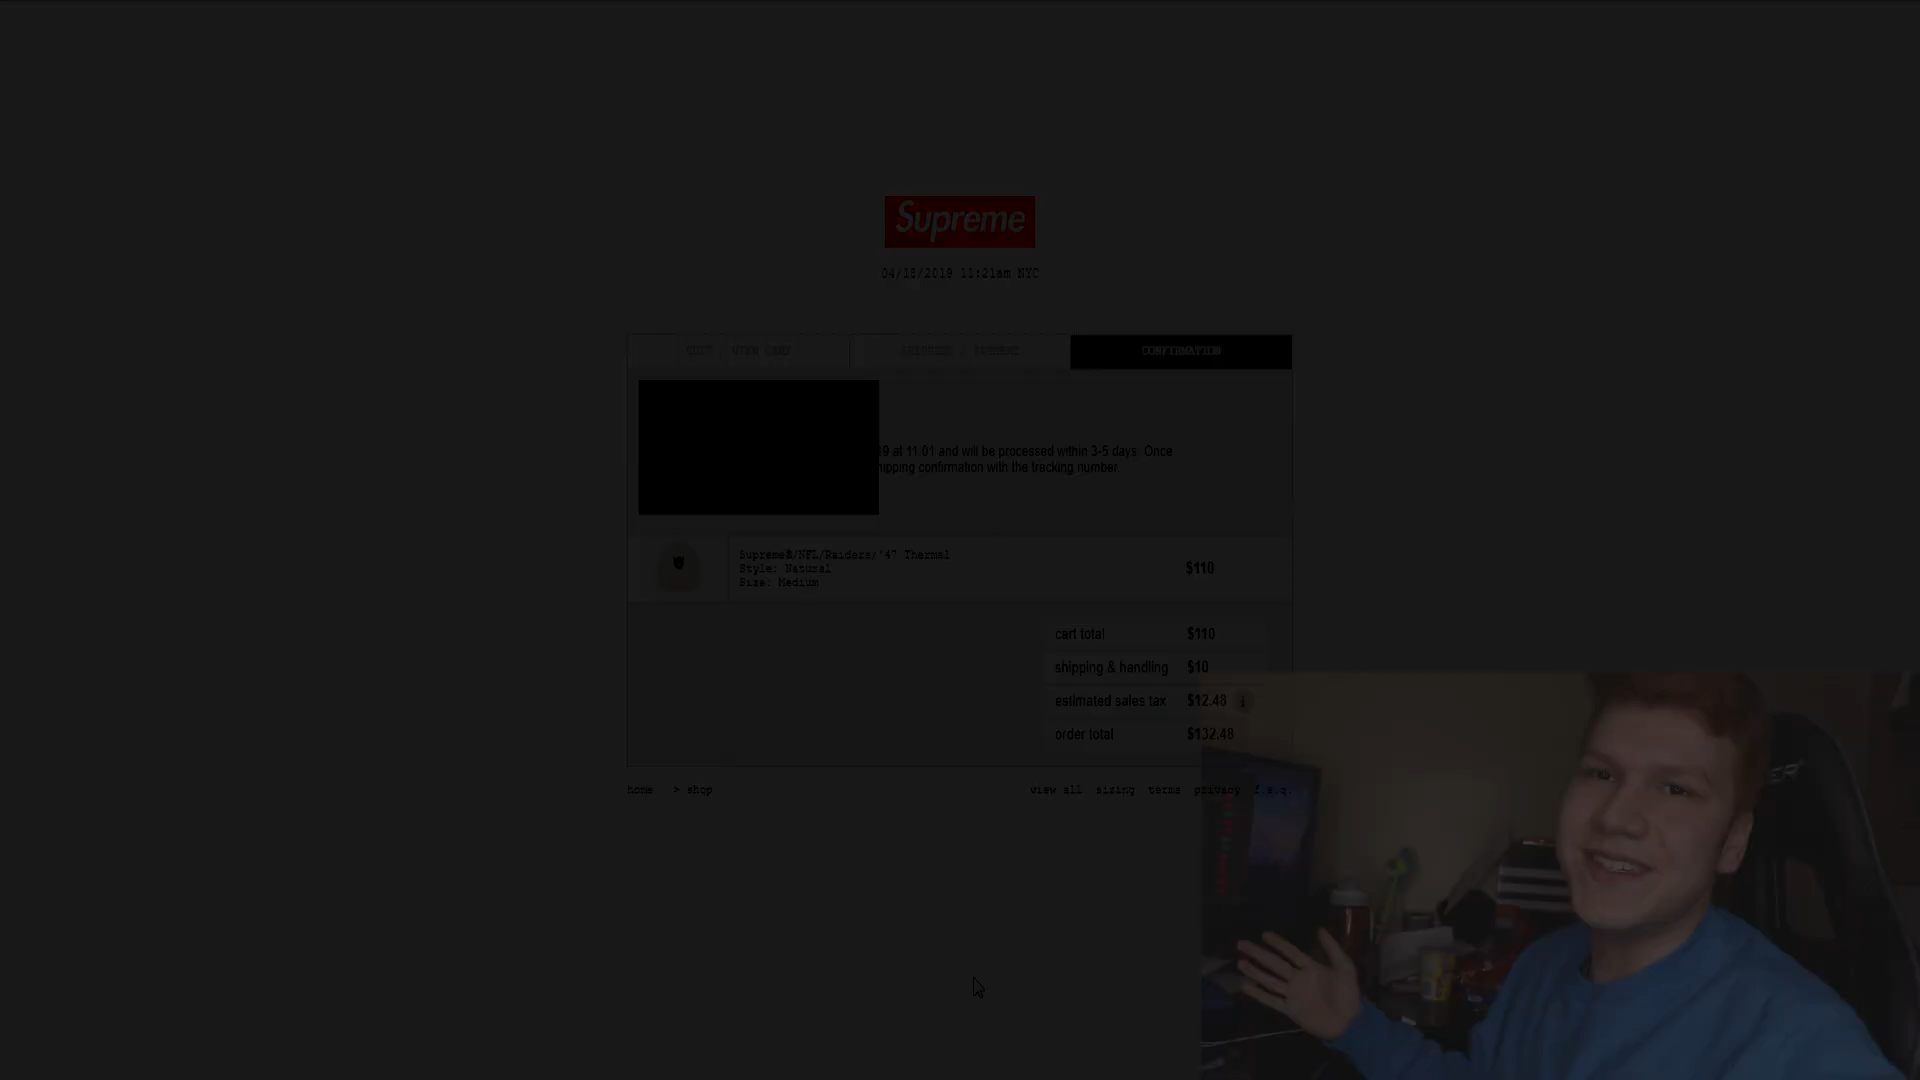 Supreme
04/18/2019 11:21am NYC
CONFIRMATION
19 at 11:01 and will be processed within 3-5 days. Once
hipping confirmation with the tracking number.
Supreme®/NFL/Raiders/'47 Thermal
Style: Natural
Size: Medium
$110
cart total $110
shipping & handling $10
estimated sales tax $12.48 i
order total $132.48
home > shop
view all sizing terms privacy f.a.q.